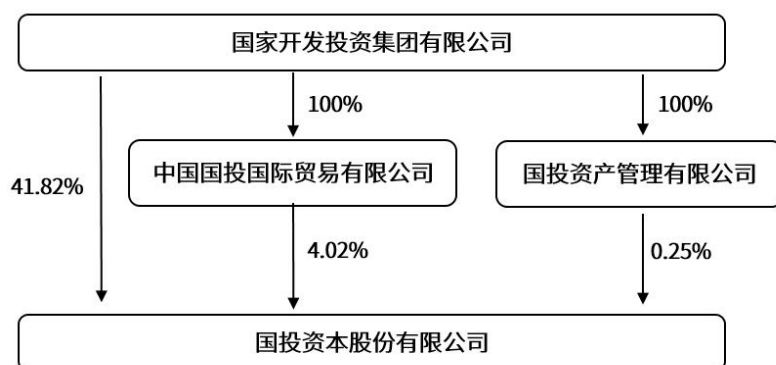 国家开发投资集团有限公司
100%
100%
中国国投国际贸易有限公司
国投资产管理有限公司
41.82%
4.02%
0.25%
国投资本股份有限公司